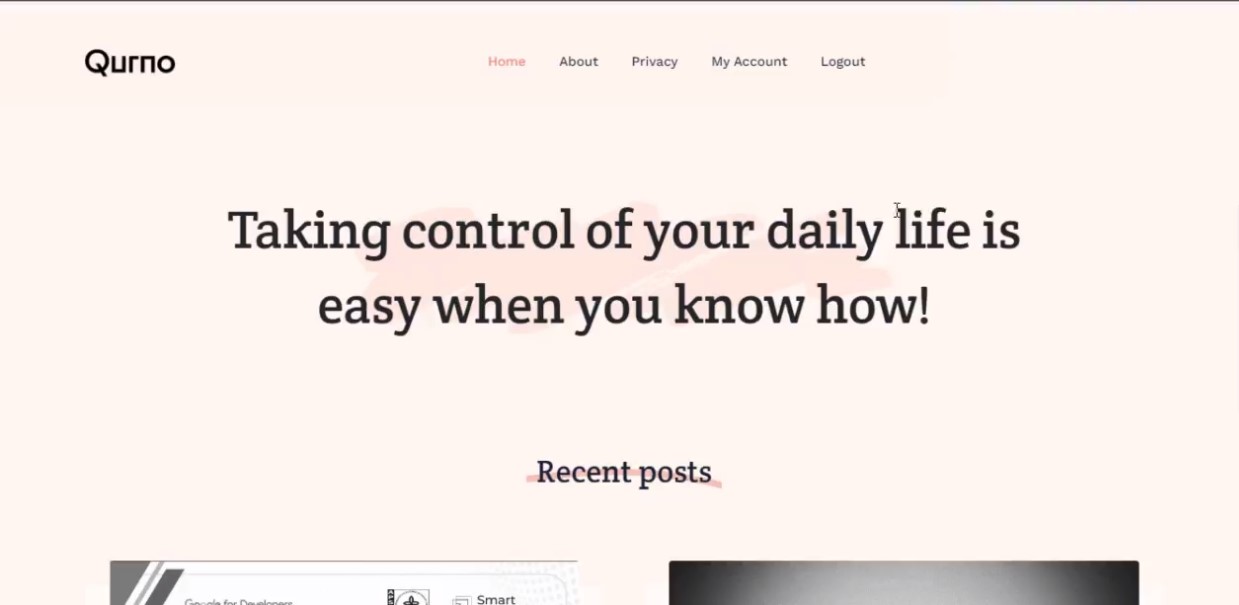 Qurno
Home About Privacy My Account Logout
Taking control of your daily life is
easy when you know how!
Recent posts
Google for Developers
Smart